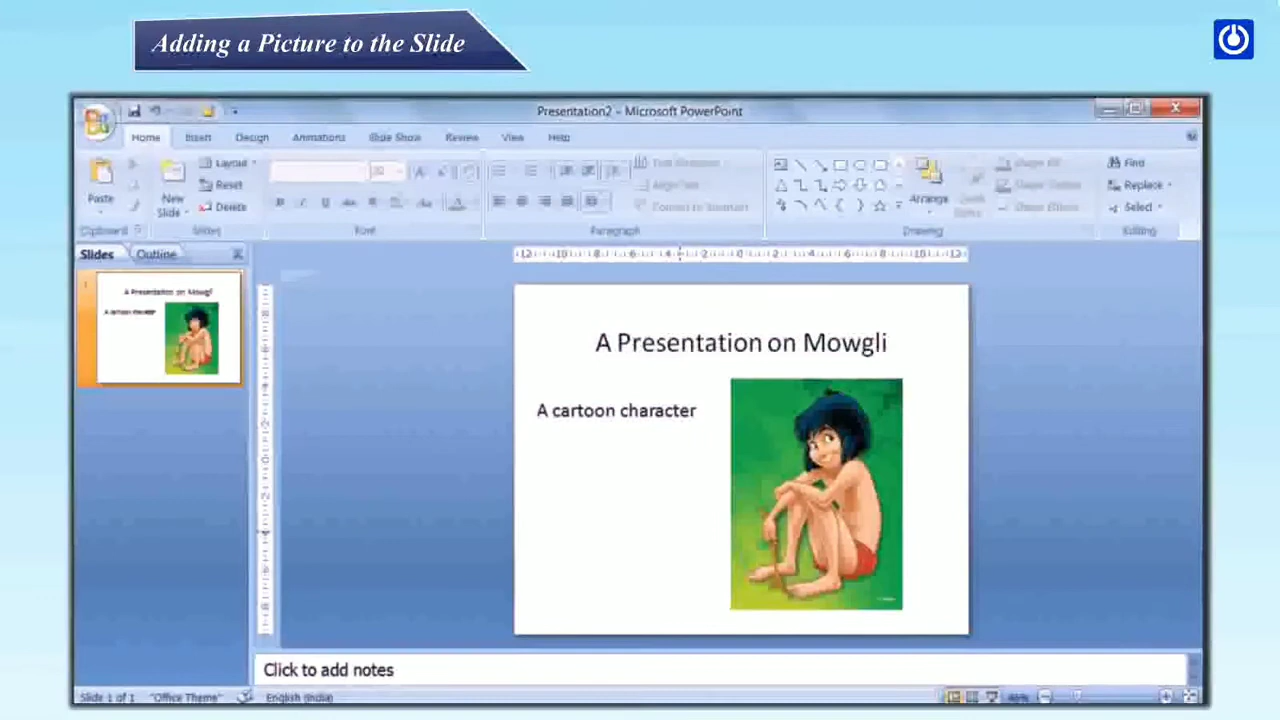 Adding a Picture to the Slide
Presentation2 - Microsoft PowerPoint
Home Insert Design Animations Slide Show Review View Help
Layout
Find
Paste
New
Slide
Reset
Delete
Arrange
Replace
Select
Clipboard Slides Font Paragraph Drawing Editing
Slides Outline
1
A Presentation on Mowgli
A cartoon character
A Presentation on Mowgli
A cartoon character
Click to add notes
Slide 1 of 1 "Office Theme" English (India)